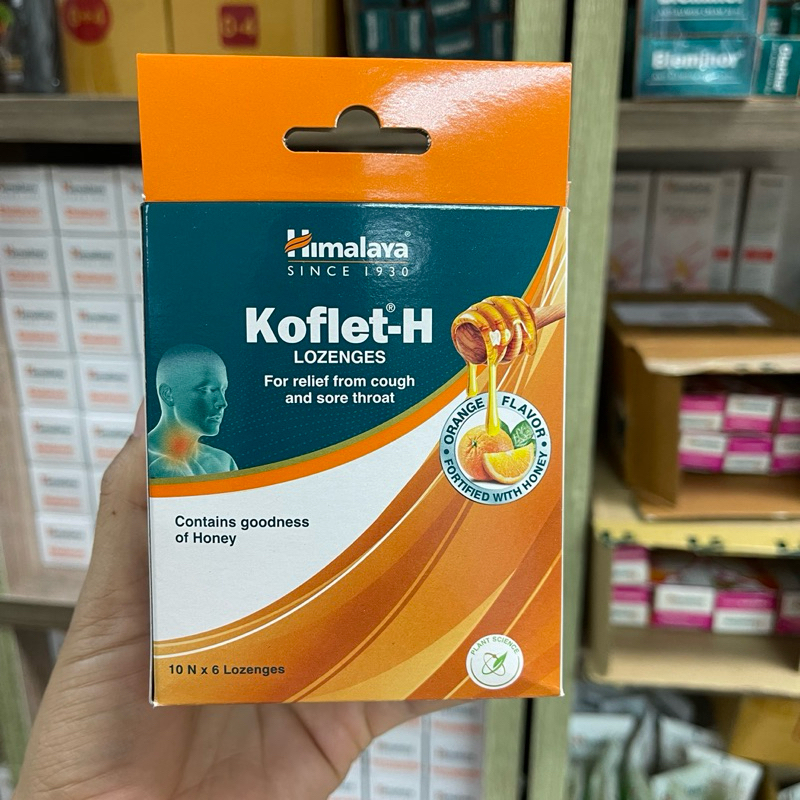 Himalaya®
SINCE 1930
Koflet®-H
LOZENGES
For relief from cough
and sore throat
ORANGE FLAVOR
FORTIFIED WITH HONEY
Contains goodness
of Honey
10 N x 6 Lozenges
PLANT SCIENCE